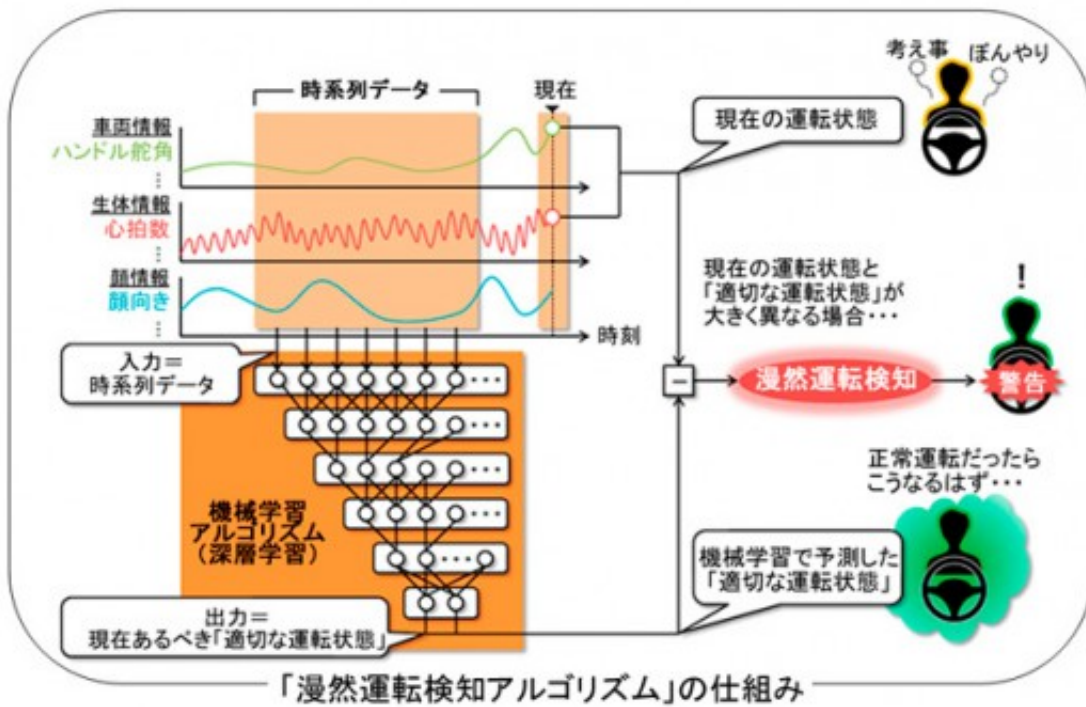 考え事 ぼんやり
時系列データ
現在
車両情報
ハンドル舵角
⋮
現在の運転状態
生体情報
心拍数
⋮
顔情報
顔向き
⋮
時刻
現在の運転状態と
「適切な運転状態」が
大きく異なる場合・・・
!
入力＝
時系列データ
−
漫然運転検知
警告
正常運転だったら
こうなるはず・・・
機械学習
アルゴリズム
（深層学習）
機械学習で予測した
「適切な運転状態」
出力＝
現在あるべき「適切な運転状態」
「漫然運転検知アルゴリズム」の仕組み